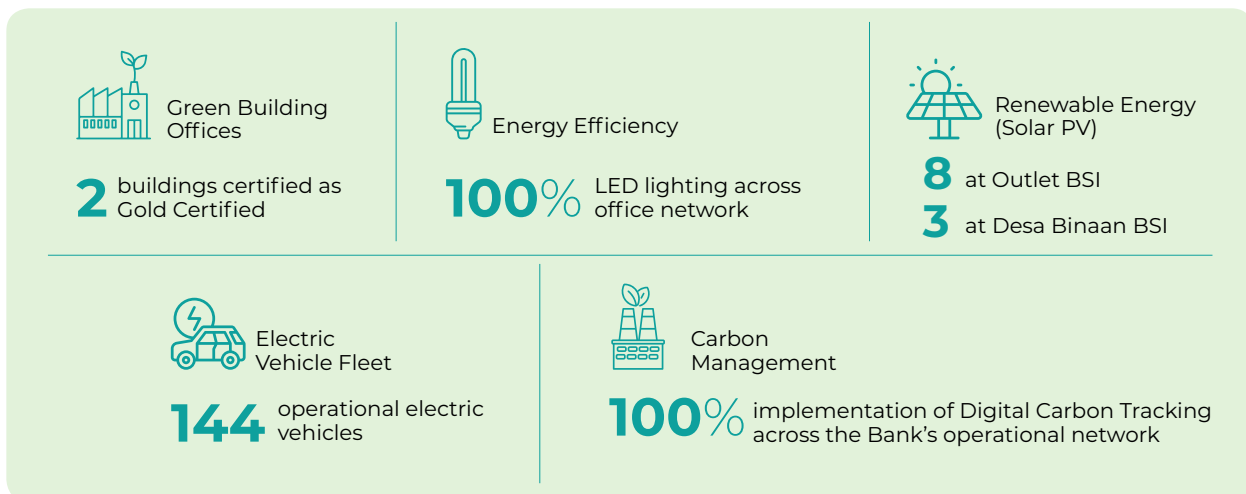 Green Building
Offices
2 buildings certified as
Gold Certified
Energy Efficiency
100% LED lighting across
office network
Renewable Energy
(Solar PV)
8 at Outlet BSI
3 at Desa Binaan BSI
Electric
Vehicle Fleet
144 operational electric
vehicles
Carbon
Management
100% implementation of Digital Carbon Tracking
across the Bank’s operational network